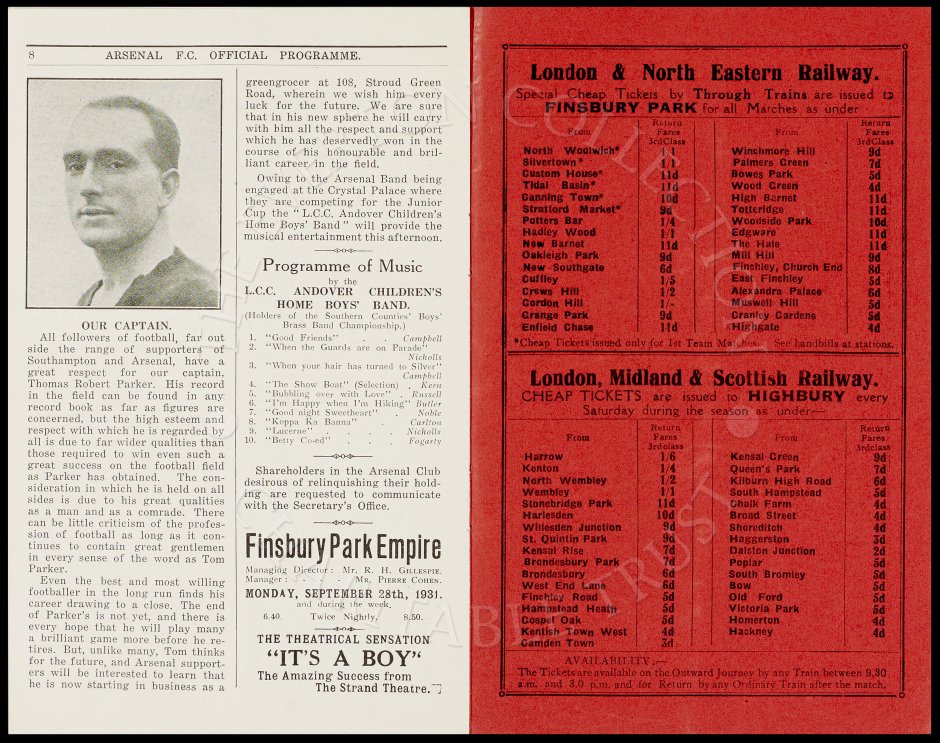 8 ARSENAL F.C. OFFICIAL PROGRAMME.
OUR CAPTAIN.
All followers of football, far out
side the range of supporters of
Southampton and Arsenal, have a
great respect for our captain,
Thomas Robert Parker. His record
in the field can be found in any
record book as far as figures are
concerned, but the high esteem and
respect with which he is regarded by
all is due to far wider qualities than
those required to win even such a
great success on the football field
as Parker has obtained. The con-
sideration in which he is held on all
sides is due to his great qualities
as a man and as a comrade. There
can be little criticism of the profes-
sion of football as long as it con-
tinues to contain great gentlemen
in every sense of the word as Tom
Parker.
Even the best and most willing
footballer in the long run finds his
career drawing to a close. The end
of Parker's is not yet, and there is
every hope that he will play many
a brilliant game more before he re-
tires. But, unlike many, Tom thinks
for the future, and Arsenal support-
ers will be interested to learn that
he is now starting in business as a
greengrocer at 108, Stroud Green
Road, wherein we wish him every
luck for the future. We are sure
that in his new sphere he will carry
with him all the respect and support
which he has deservedly won in the
course of his honourable and bril-
liant career in the field.
Owing to the Arsenal Band being
engaged at the Crystal Palace where
they are competing for the Junior
Cup the "L.C.C. Andover Children's
Home Boys' Band" will provide the
musical entertainment this afternoon.
Programme of Music
by the
L.C.C. ANDOVER CHILDREN'S
HOME BOYS' BAND.
(Holders of the Southern Counties' Boys'
Brass Band Championship.)
1. "Good Friends" . . Campbell
2. "When the Guards are on Parade"
Nicholls
3. "When your hair has turned to Silver"
Campbell
4. "The Show Boat" (Selection) . Kern
5. "Bubbling over with Love" . Russell
6. "I'm Happy when I'm Hiking" Butler
7. "Good night Sweetheart" . Noble
8. "Koppa Ka Banna" . . Carlton
9. "Lucerne" . . . . Nicholls
10. "Betty Co-ed" . . . Fogarty
Shareholders in the Arsenal Club
desirous of relinquishing their hold-
ing are requested to communicate
with the Secretary's Office.
Finsbury Park Empire
Managing Director: Mr. R. H. GILLESPIE.
Manager: MR. PIERRE COHEN.
MONDAY, SEPTEMBER 28th, 1931.
and during the week,
6.40. Twice Nightly. 8.50.
THE THEATRICAL SENSATION
"IT'S A BOY"
The Amazing Success from
The Strand Theatre.
London & North Eastern Railway.
Special Cheap Tickets by Through Trains are issued to
FINSBURY PARK for all Matches as under—
From Return Fares 3rdClass From Return Fares 3rdClass
North Woolwich* 1/1 Winchmore Hill 9d
Silvertown* 1/1 Palmers Green 7d
Custom House* 11d Bowes Park 5d
Tidal Basin* 11d Wood Green 4d
Canning Town* 10d High Barnet 11d
Stratford Market* 9d Totteridge 11d
Potters Bar 1/4 Woodside Park 10d
Hadley Wood 1/1 Edgware 11d
New Barnet 11d The Hale 11d
Oakleigh Park 9d Mill Hill 9d
New Southgate 6d Finchley, Church End 8d
Cuffley 1/5 East Finchley 5d
Crews Hill 1/2 Alexandra Palace 6d
Gordon Hill 1/- Muswell Hill 5d
Grange Park 9d Cranley Gardens 5d
Enfield Chase 11d Highgate 4d
*Cheap Tickets issued only for 1st Team Matches. See handbills at stations.
London, Midland & Scottish Railway.
CHEAP TICKETS are issued to HIGHBURY every
Saturday during the season as under—
From Return Fares 3rdclass From Return Fares 3rdclass
Harrow 1/6 Kensal Green 9d
Kenton 1/4 Queen's Park 7d
North Wembley 1/2 Kilburn High Road 6d
Wembley 1/1 South Hampstead 5d
Stonebridge Park 11d Chalk Farm 4d
Harlesden 10d Broad Street 4d
Willesden Junction 9d Shoreditch 4d
St. Quintin Park 9d Haggerston 3d
Kensal Rise 7d Dalston Junction 2d
Brondesbury Park 7d Poplar 5d
Brondesbury 6d South Bromley 5d
West End Lane 6d Bow 5d
Finchley Road 5d Old Ford 5d
Hampstead Heath 5d Victoria Park 5d
Gospel Oak 5d Homerton 4d
Kentish Town West 4d Hackney 4d
Camden Town 3d
AVAILABILITY.—
The Tickets are available on the Outward Journey by any Train between 9.30
a.m. and 3.0 p.m. and for Return by any Ordinary Train after the match.